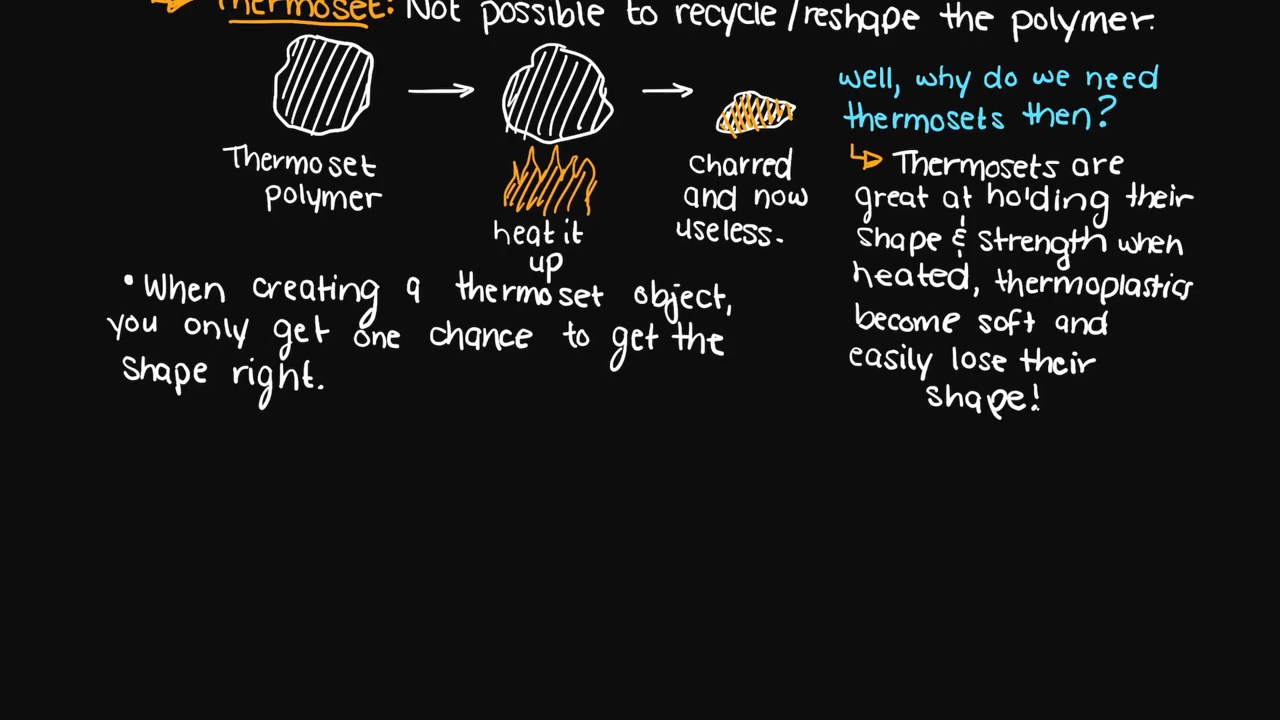 Thermoset: Not possible to recycle/reshape the polymer.
Thermoset
polymer
heat it
up
charred
and now
useless.
well, why do we need
thermosets then?
↳ Thermosets are
great at holding their
shape & strength when
heated, thermoplastics
become soft and
easily lose their
shape!
• When creating a thermoset object,
you only get one chance to get the
shape right.